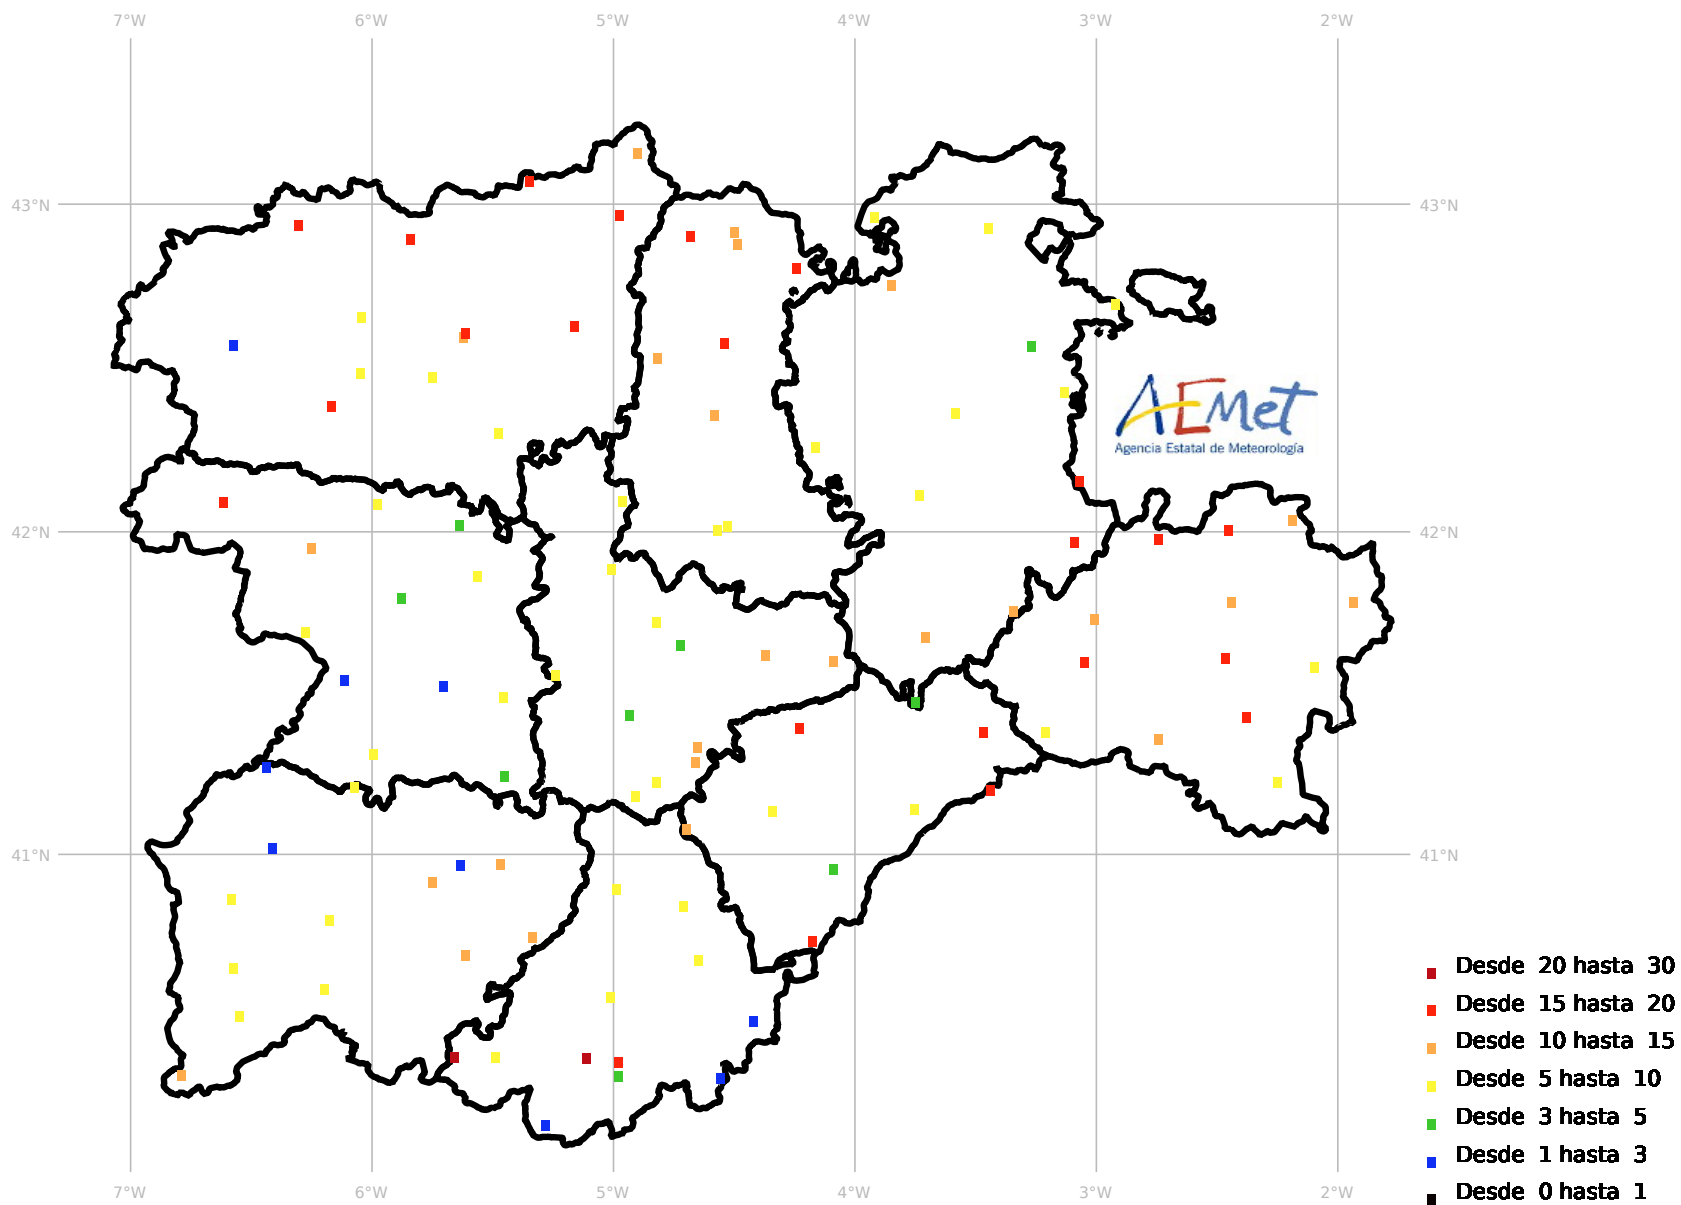 7°W 6°W 5°W 4°W 3°W 2°W
43°N 43°N
AEMet
Agencia Estatal de Meteorología
42°N 42°N
41°N 41°N
Desde 20 hasta 30
Desde 15 hasta 20
Desde 10 hasta 15
Desde 5 hasta 10
Desde 3 hasta 5
Desde 1 hasta 3
Desde 0 hasta 1
7°W 6°W 5°W 4°W 3°W 2°W